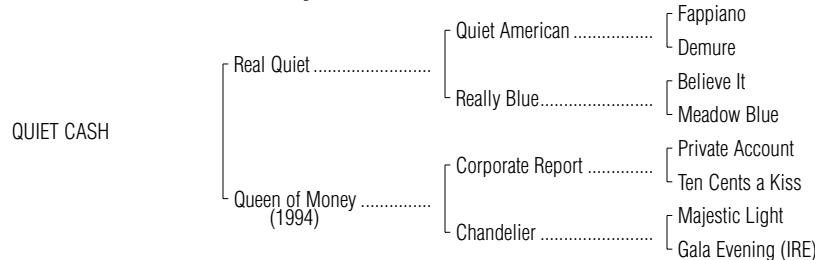 Fappiano
Quiet American .................
Demure
Real Quiet .........................
Believe It
Really Blue........................
Meadow Blue
QUIET CASH
Private Account
Corporate Report ..............
Ten Cents a Kiss
Queen of Money ...............
(1994)
Majestic Light
Chandelier ........................
Gala Evening (IRE)